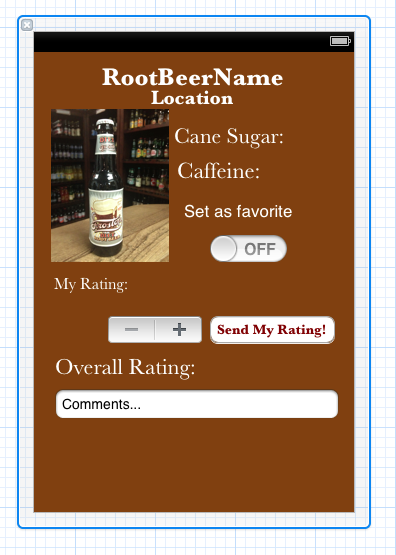 RootBeerName
Location
Cane Sugar:
Caffeine:
Set as favorite
OFF
My Rating:
Send My Rating!
Overall Rating:
Comments...